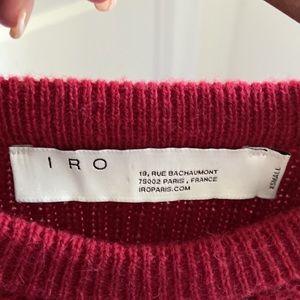 IRO
19, RUE BACHAUMONT
75002 PARIS, FRANCE
IROPARIS.COM
XSMALL